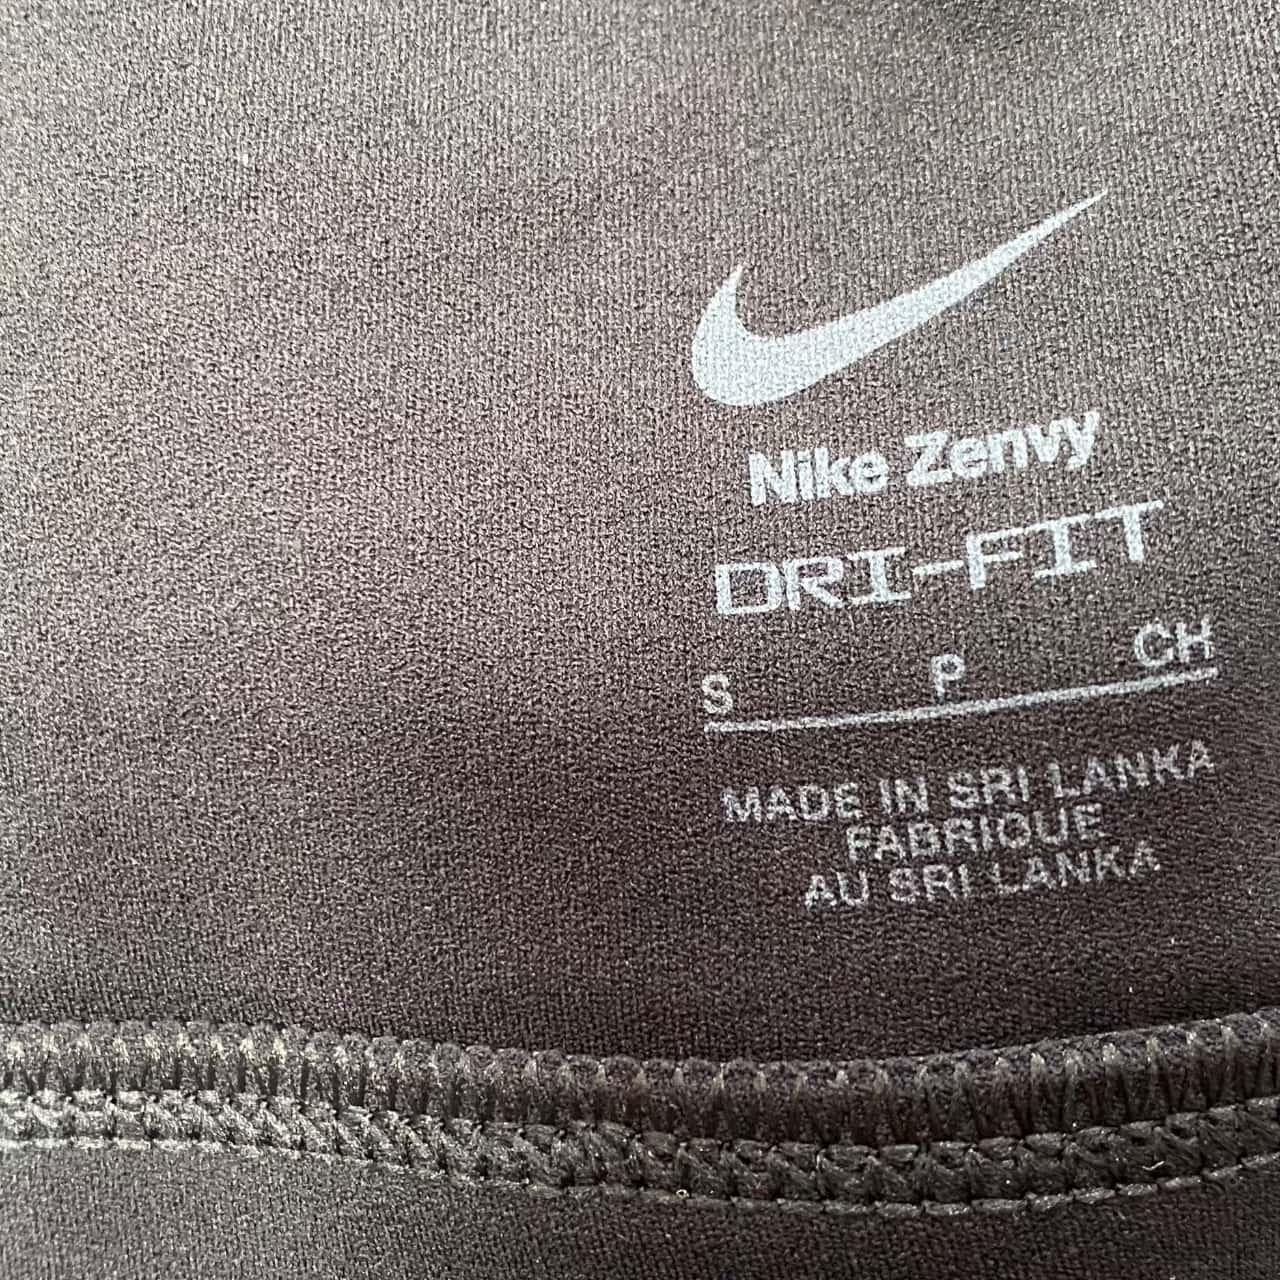 Nike Zenvy
DRI-FIT
S P CH
MADE IN SRI LANKA
FABRIQUE
AU SRI LANKA